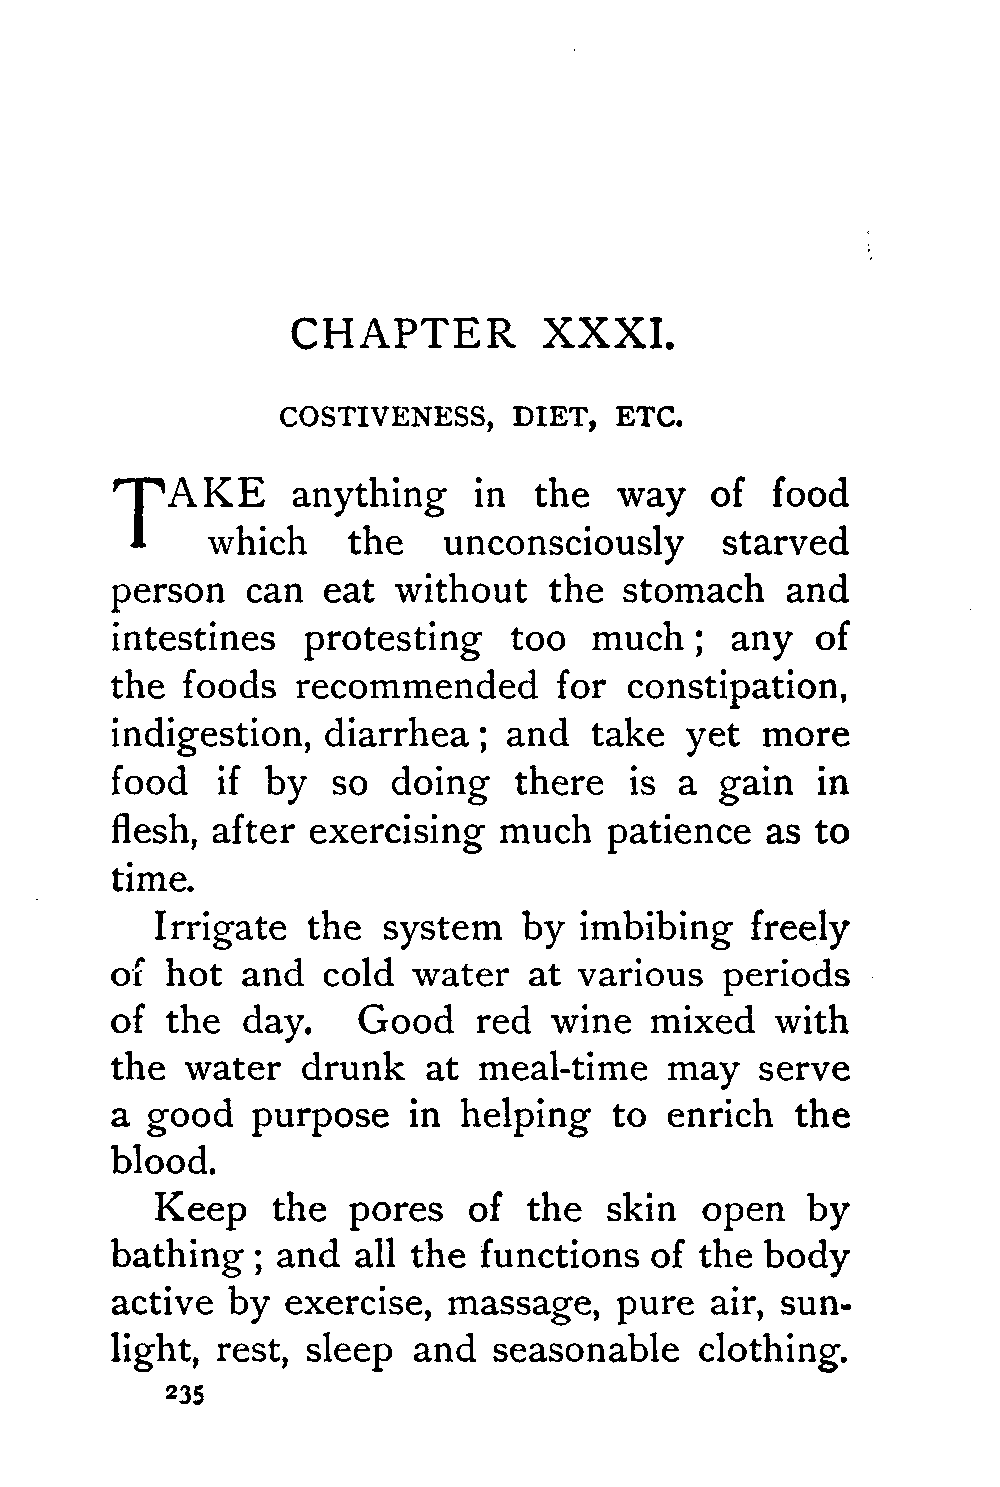 CHAPTER XXXI.
COSTIVENESS, DIET, ETC.
TAKE anything in the way of food
which the unconsciously starved
person can eat without the stomach and
intestines protesting too much ; any of
the foods recommended for constipation,
indigestion, diarrhea ; and take yet more
food if by so doing there is a gain in
flesh, after exercising much patience as to
time.
Irrigate the system by imbibing freely
of hot and cold water at various periods
of the day. Good red wine mixed with
the water drunk at meal-time may serve
a good purpose in helping to enrich the
blood.
Keep the pores of the skin open by
bathing ; and all the functions of the body
active by exercise, massage, pure air, sun-
light, rest, sleep and seasonable clothing.
235